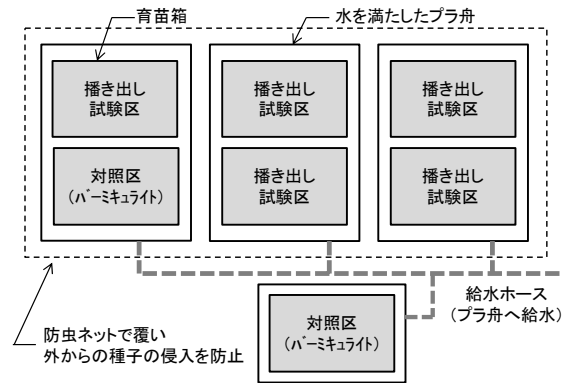 育苗箱
水を満たしたプラ舟
播き出し
試験区
播き出し
試験区
播き出し
試験区
対照区
(バーミキュライト)
播き出し
試験区
播き出し
試験区
給水ホース
(プラ舟へ給水)
防虫ネットで覆い
外からの種子の侵入を防止
対照区
(バーミキュライト)